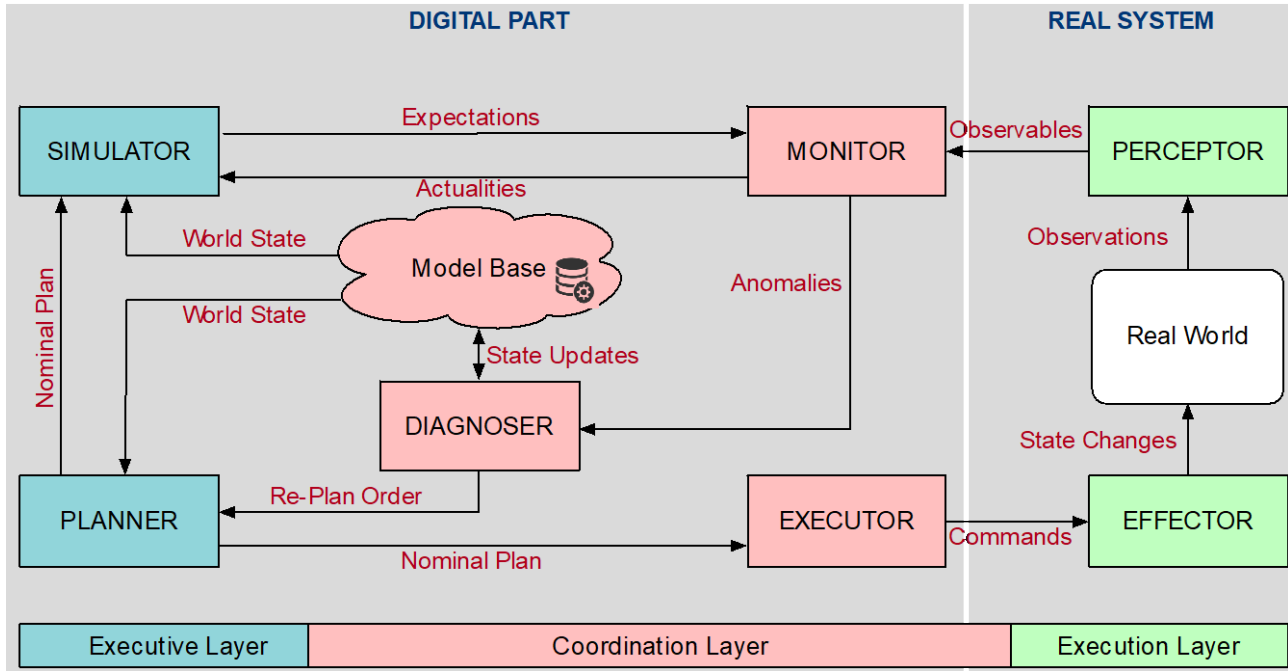 DIGITAL PART
REAL SYSTEM
Expectations
SIMULATOR
MONITOR
Observables
PERCEPTOR
Actualities
World State
Observations
Model Base
Anomalies
Nominal Plan
World State
Real World
State Updates
DIAGNOSER
State Changes
Re-Plan Order
PLANNER
EXECUTOR
Commands
EFFECTOR
Nominal Plan
Executive Layer
Coordination Layer
Execution Layer